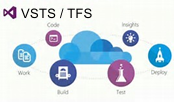 VSTS / TFS
Code
Insights
Work
Deploy
Build
Test